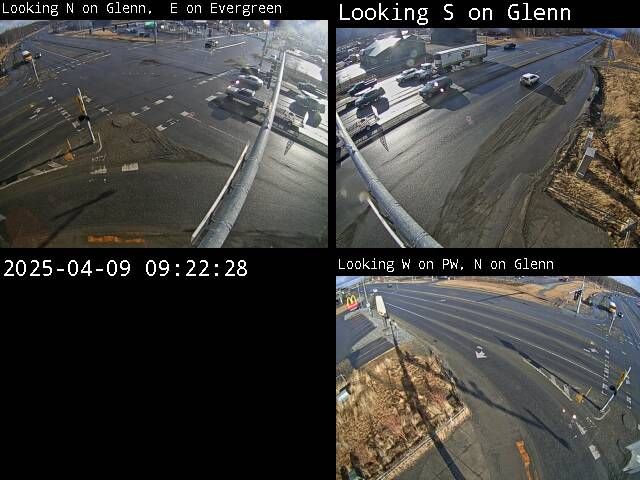 Looking N on Glenn, E on Evergreen
Looking S on Glenn
2025-04-09 09:22:28
Looking W on PW, N on Glenn